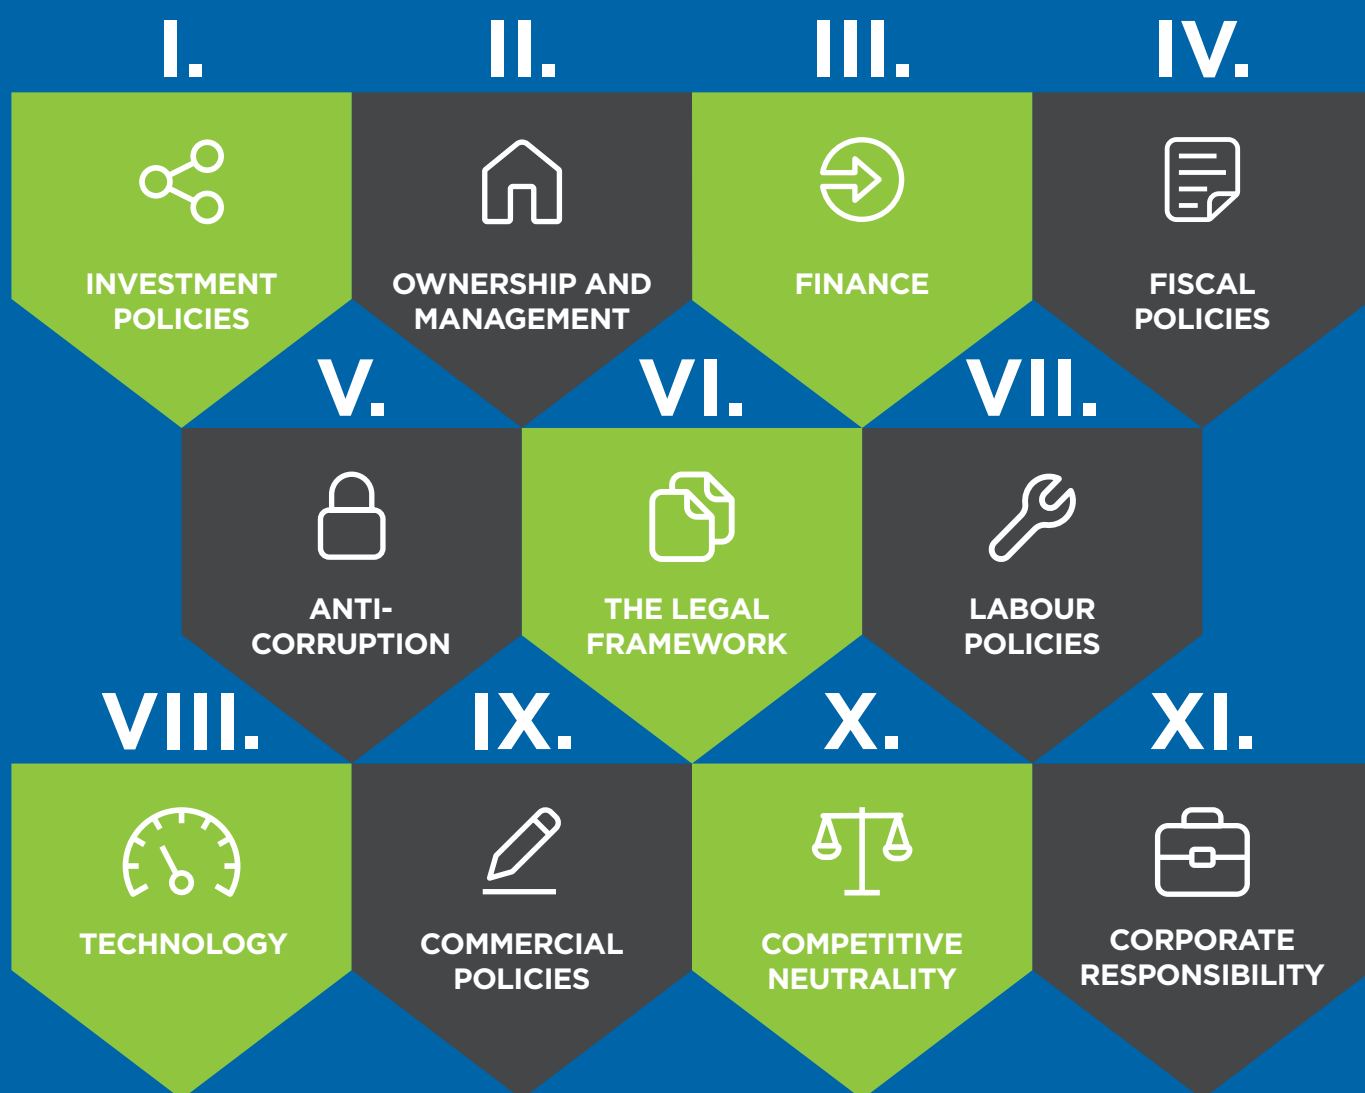 I.
II.
III.
IV.
INVESTMENT
POLICIES
OWNERSHIP AND
MANAGEMENT
FINANCE
FISCAL
POLICIES
V.
VI.
VII.
ANTI-
CORRUPTION
THE LEGAL
FRAMEWORK
LABOUR
POLICIES
VIII.
IX.
X.
XI.
TECHNOLOGY
COMMERCIAL
POLICIES
COMPETITIVE
NEUTRALITY
CORPORATE
RESPONSIBILITY